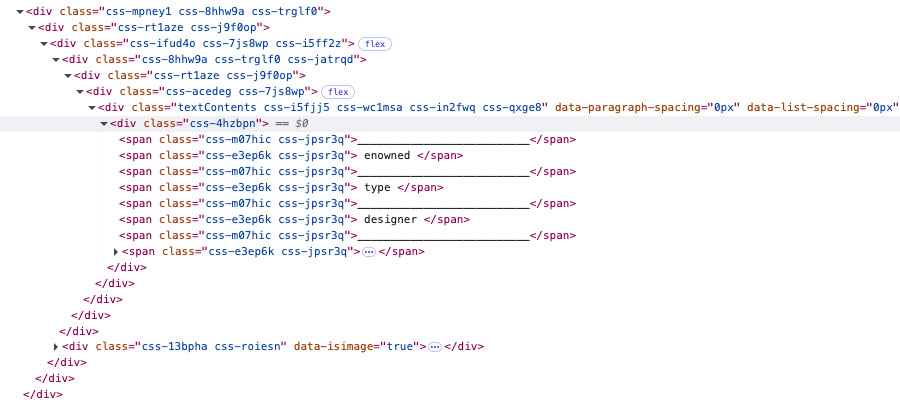 <div class="css-mpney1 css-8hhw9a css-trglf0">
<div class="css-rt1aze css-j9f0op">
<div class="css-ifud4o css-7js8wp css-i5ff2z"> flex
<div class="css-8hhw9a css-trglf0 css-jatrqd">
<div class="css-rt1aze css-j9f0op">
<div class="css-acedeg css-7js8wp"> flex
<div class="textContents css-i5fjj5 css-wc1msa css-in2fwq css-qxge8" data-paragraph-spacing="0px" data-list-spacing="0px"
<div class="css-4hzbpn"> == $0
<span class="css-m07hic css-jpsr3q">__________________________</span>
<span class="css-e3ep6k css-jpsr3q"> enowned </span>
<span class="css-m07hic css-jpsr3q">__________________________</span>
<span class="css-e3ep6k css-jpsr3q"> type </span>
<span class="css-m07hic css-jpsr3q">__________________________</span>
<span class="css-e3ep6k css-jpsr3q"> designer </span>
<span class="css-m07hic css-jpsr3q">__________________________</span>
<span class="css-e3ep6k css-jpsr3q">…</span>
</div>
</div>
</div>
</div>
</div>
<div class="css-13bpha css-roiesn" data-isimage="true">…</div>
</div>
</div>
</div>